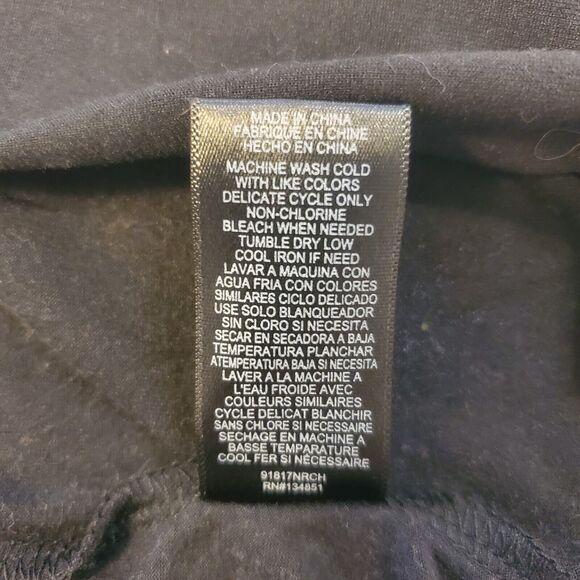 MADE IN CHINA
FABRIQUE EN CHINE
HECHO EN CHINA
MACHINE WASH COLD
WITH LIKE COLORS
DELICATE CYCLE ONLY
NON-CHLORINE
BLEACH WHEN NEEDED
TUMBLE DRY LOW
COOL IRON IF NEED
LAVAR A MAQUINA CON
AGUA FRIA CON COLORES
SIMILARES CICLO DELICADO
USE SOLO BLANQUEADOR
SIN CLORO SI NECESITA
SECAR EN SECADORA A BAJA
TEMPERATURA PLANCHAR
ATEMPERATURA BAJA SI NECESITA
LAVER A LA MACHINE A
L'EAU FROIDE AVEC
COULEURS SIMILAIRES
CYCLE DELICAT BLANCHIR
SANS CHLORE SI NÉCESSAIRE
SECHAGE EN MACHINE A
BASSE TEMPARATURE
COOL FER SI NÉCESSAIRE
91817NRCH
RN#134851